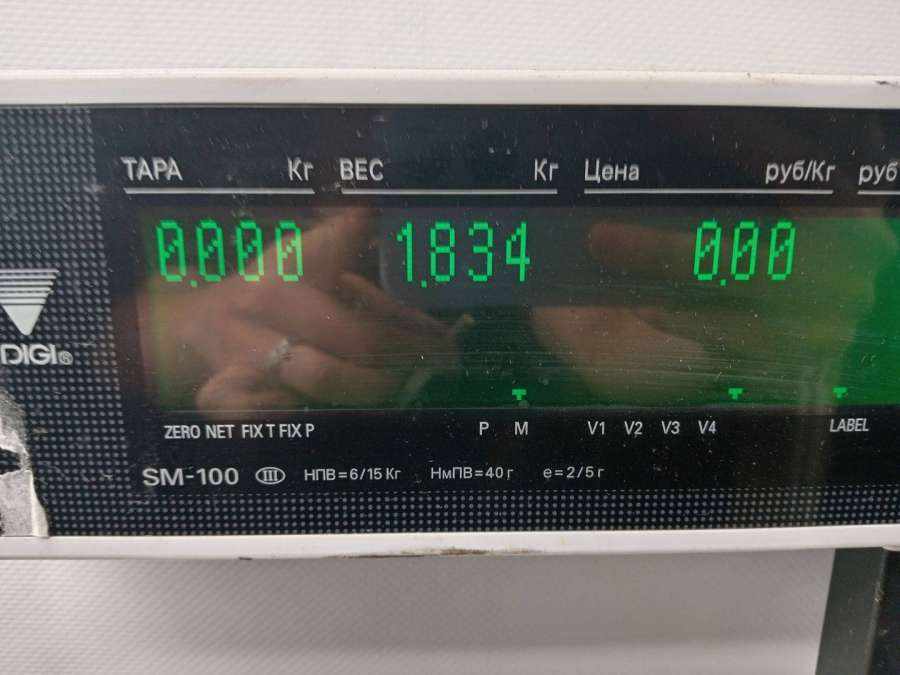 ТАРА Кг ВЕС Кг Цена руб/Кг руб
0.000 1.834 0.00
DIGI®
ZERO NET FIX T FIX P P M V1 V2 V3 V4 LABEL
SM-100 III НПВ=6/15 Кг НмПВ=40 г e=2/5 г